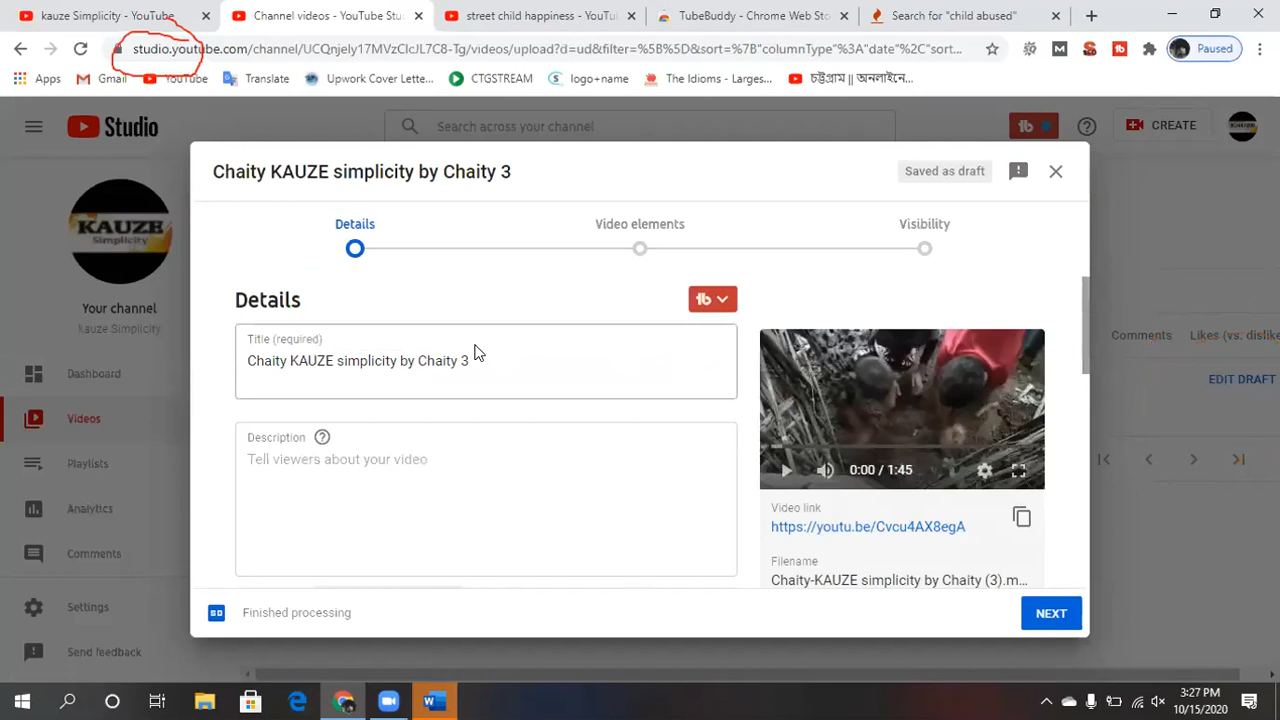 kauze Simplicity - YouTube
Channel videos - YouTube Stu
street child happiness - YouTu
TubeBuddy - Chrome Web Sto
Search for "child abused"
studio.youtube.com/channel/UCQnjely17MVzClcJL7C8-Tg/videos/upload?d=ud&filter=%5B%5D&sort=%7B"columnType"%3A"date"%2C"sort...
Paused
Apps
Gmail
YouTube
Translate
Upwork Cover Letter...
CTGSTREAM
logo+name
The Idioms - Larges...
চট্টগ্রাম || অনলাইনে...
Studio
Search across your channel
CREATE
KAUZE
Simplicity
Your channel
kauze Simplicity
Dashboard
Videos
Playlists
Analytics
Comments
Settings
Send feedback
Chaity KAUZE simplicity by Chaity 3
Saved as draft
Details
Video elements
Visibility
Details
Title (required)
Chaity KAUZE simplicity by Chaity 3
Description
Tell viewers about your video
0:00 / 1:45
Video link
https://youtu.be/Cvcu4AX8egA
Filename
Chaity-KAUZE simplicity by Chaity (3).m...
SD
Finished processing
NEXT
Comments
Likes (vs. dislike
EDIT DRAFT
3:27 PM
10/15/2020